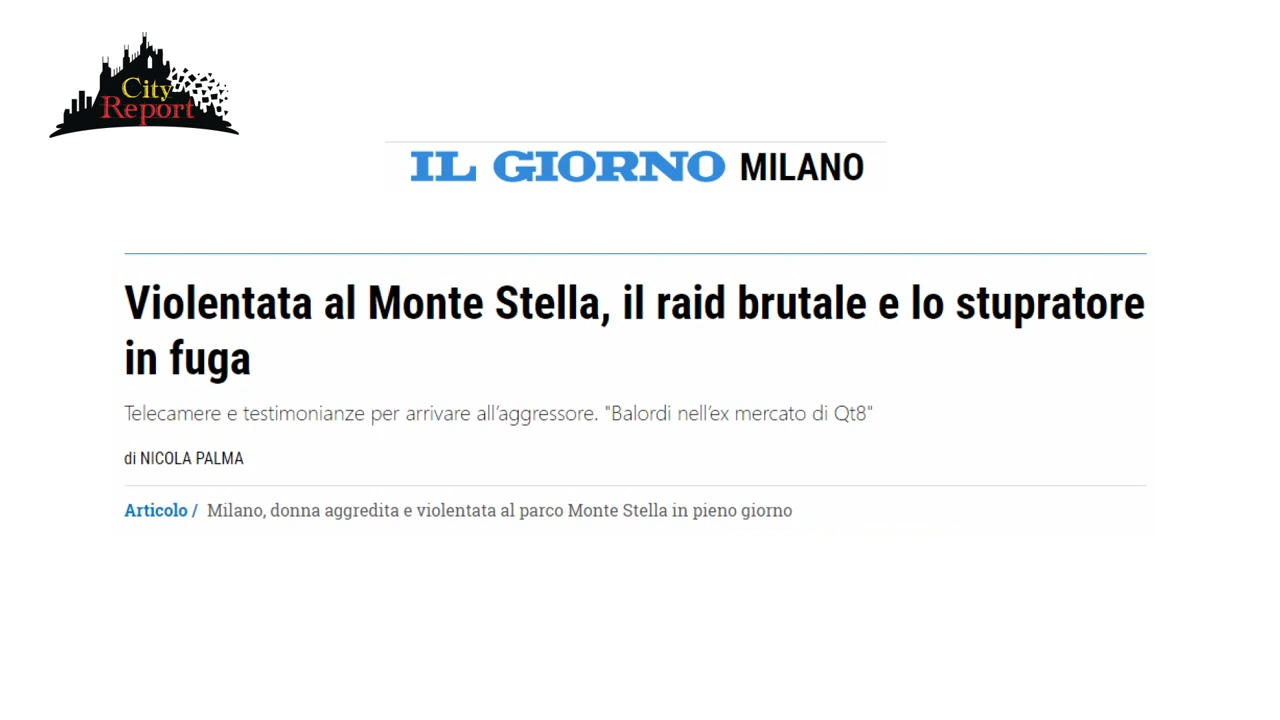 City
Report
IL GIORNO MILANO
Violentata al Monte Stella, il raid brutale e lo stupratore
in fuga
Telecamere e testimonianze per arrivare all’aggressore. "Balordi nell’ex mercato di Qt8"
di NICOLA PALMA
Articolo / Milano, donna aggredita e violentata al parco Monte Stella in pieno giorno